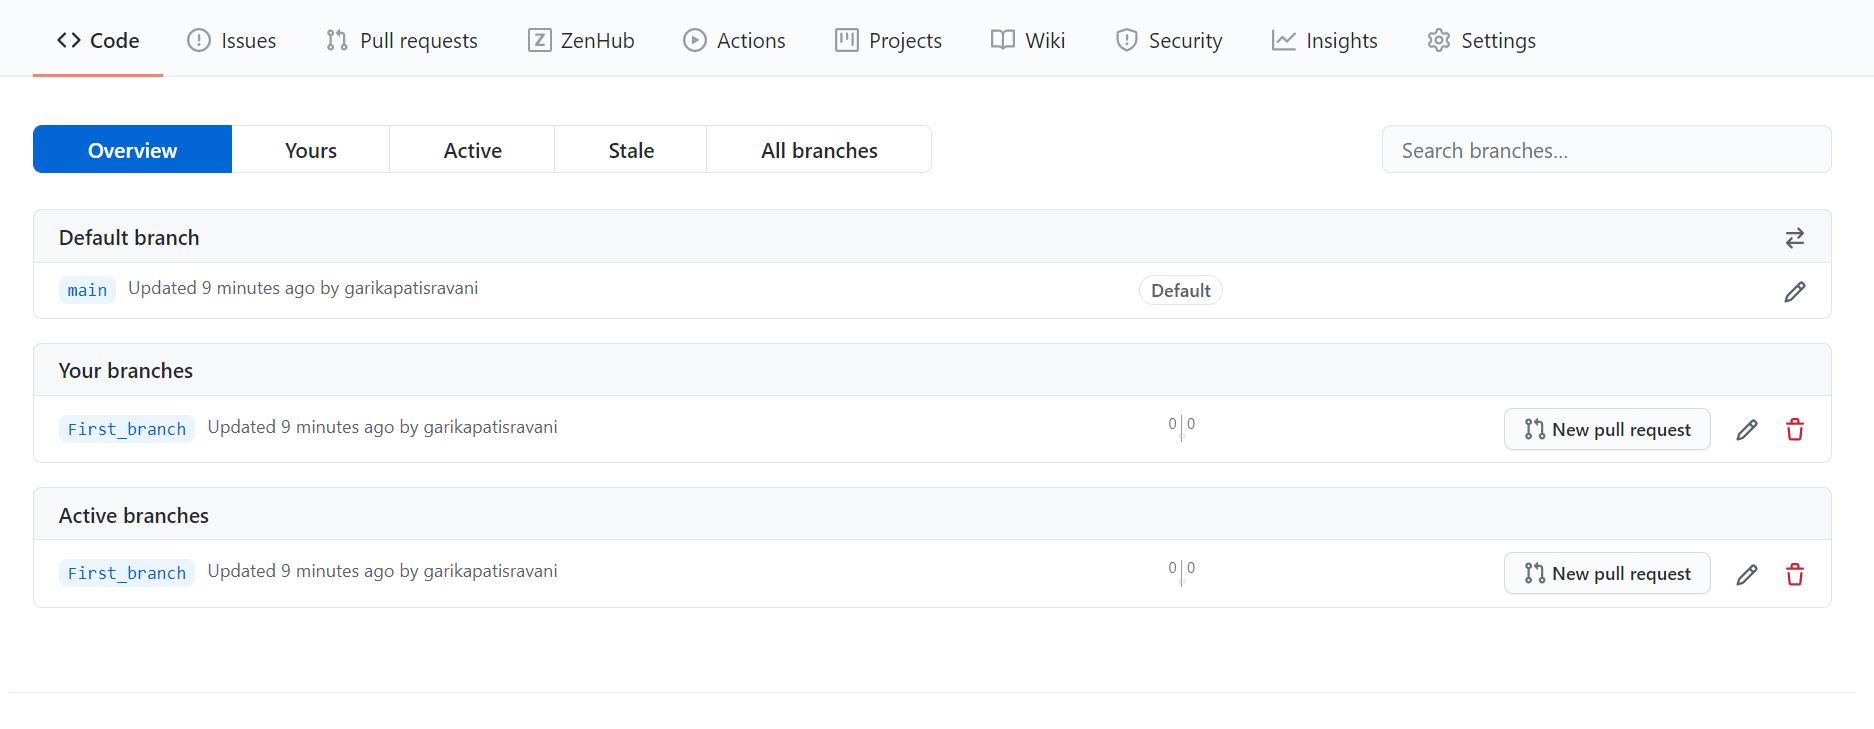 Code Issues Pull requests ZenHub Actions Projects Wiki Security Insights Settings
Overview Yours Active Stale All branches Search branches...
Default branch
main Updated 9 minutes ago by garikapatisravani Default
Your branches
First_branch Updated 9 minutes ago by garikapatisravani 0 0 New pull request
Active branches
First_branch Updated 9 minutes ago by garikapatisravani 0 0 New pull request